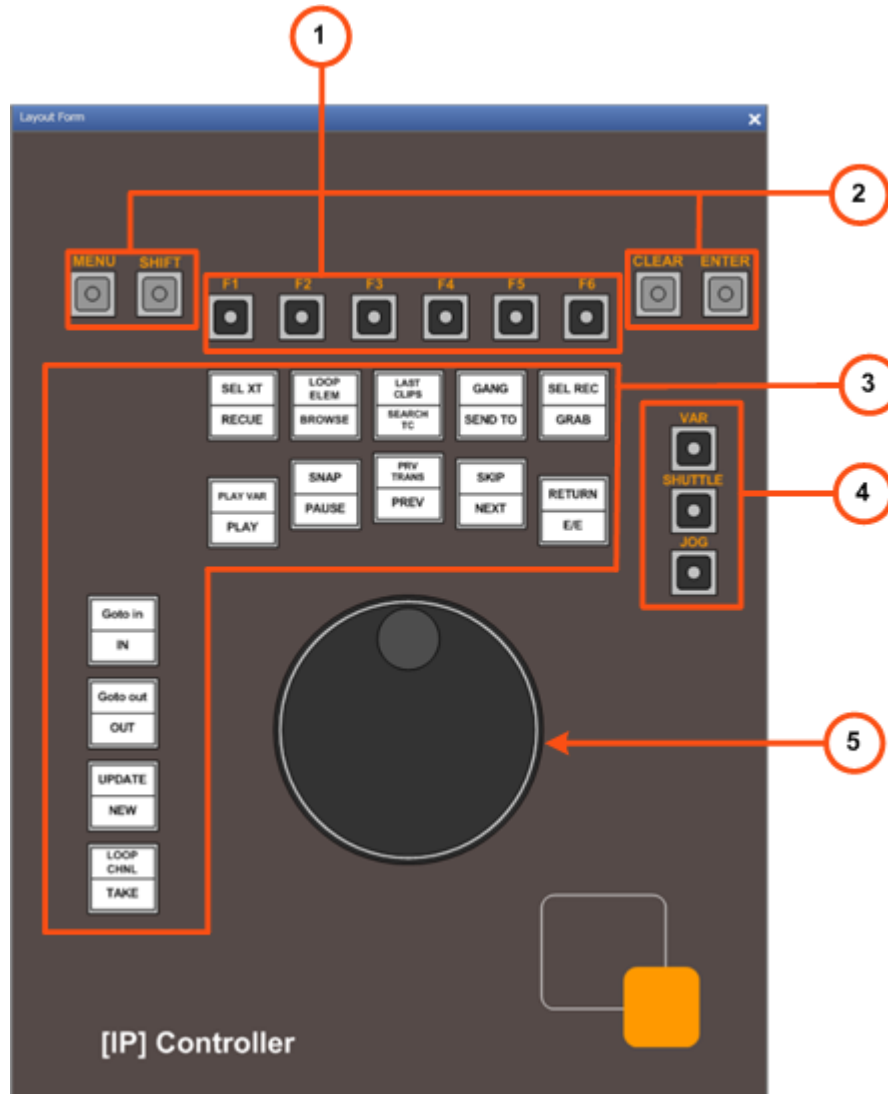 1
Layout Form
2
MENU SHIFT
CLEAR ENTER
F1 F2 F3 F4 F5 F6
3
SEL XT
RECUE
LOOP
ELEM
BROWSE
LAST
CLIPS
SEARCH
TC
GANG
SEND TO
SEL REC
GRAB
VAR
SHUTTLE
JOG
4
PLAY VAR
PLAY
SNAP
PAUSE
PRV
TRANS
PREV
SKIP
NEXT
RETURN
E/E
Goto in
IN
Goto out
OUT
5
UPDATE
NEW
LOOP
CHNL
TAKE
[IP] Controller